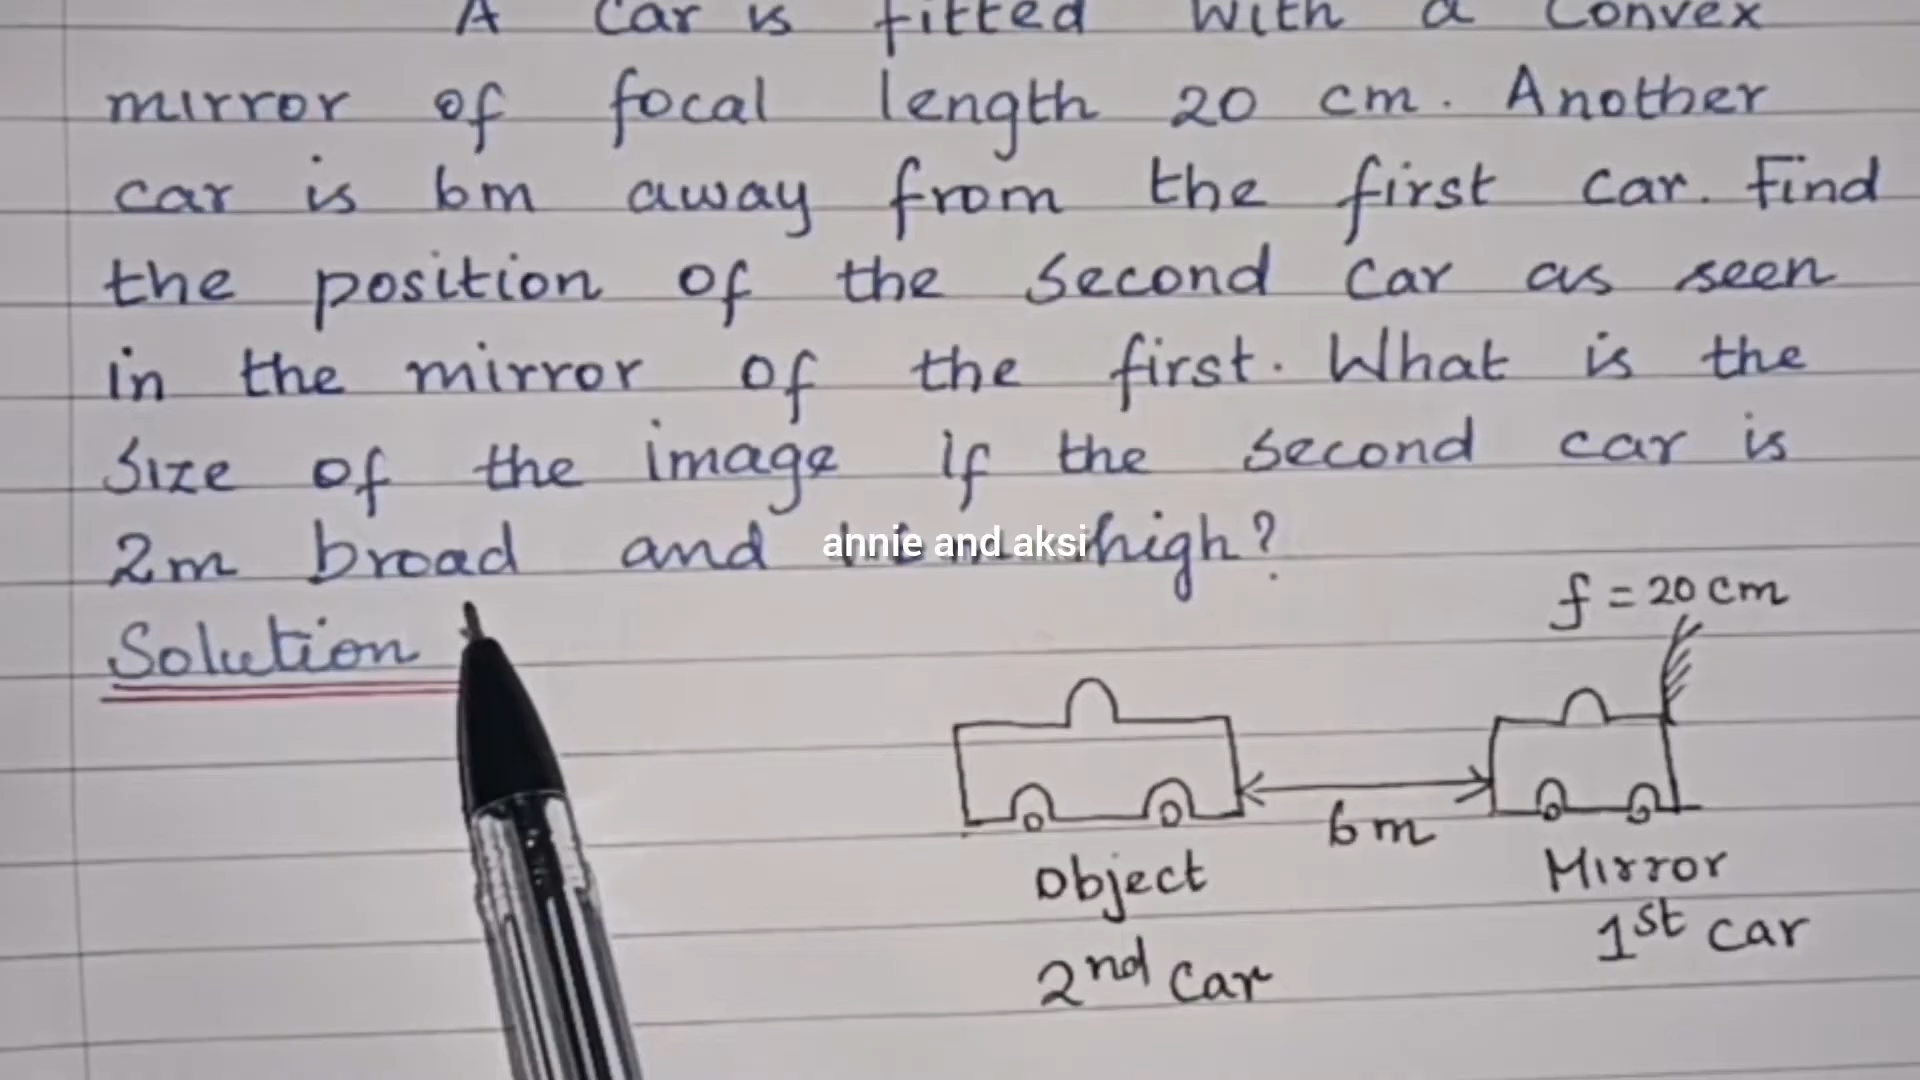 A Car is fitted with a Convex
mirror of focal length 20 cm. Another
car is 6m away from the first car. Find
the position of the second Car as seen
in the mirror of the first. What is the
Size of the image if the second car is
2m broad and high?
annie and aksi
Solution
f = 20 cm
6 m
Object
2nd Car
Mirror
1st Car